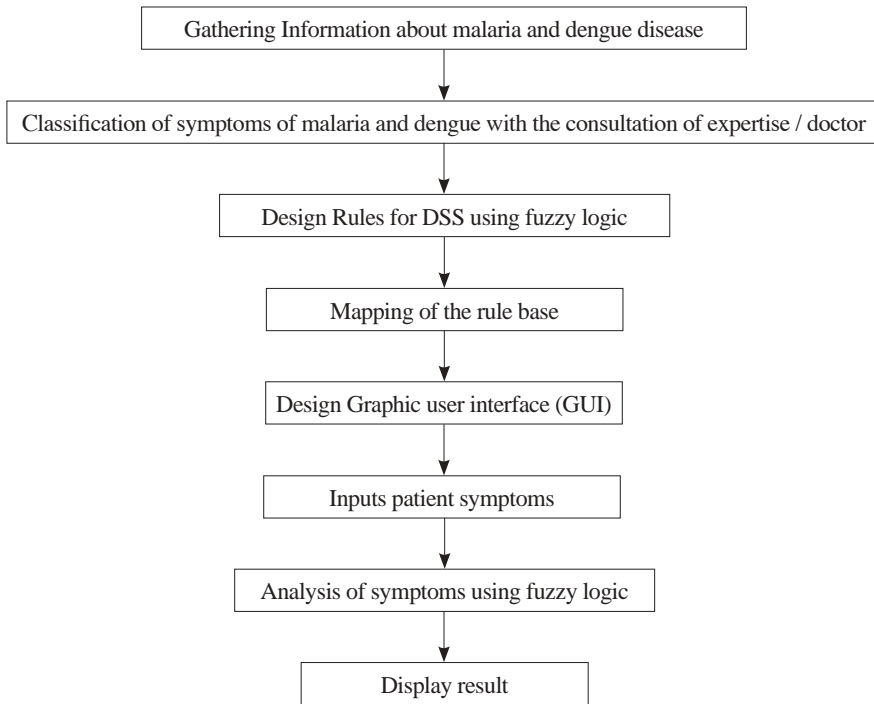 Gathering Information about malaria and dengue disease
Classification of symptoms of malaria and dengue with the consultation of expertise / doctor
Design Rules for DSS using fuzzy logic
Mapping of the rule base
Design Graphic user interface (GUI)
Inputs patient symptoms
Analysis of symptoms using fuzzy logic
Display result